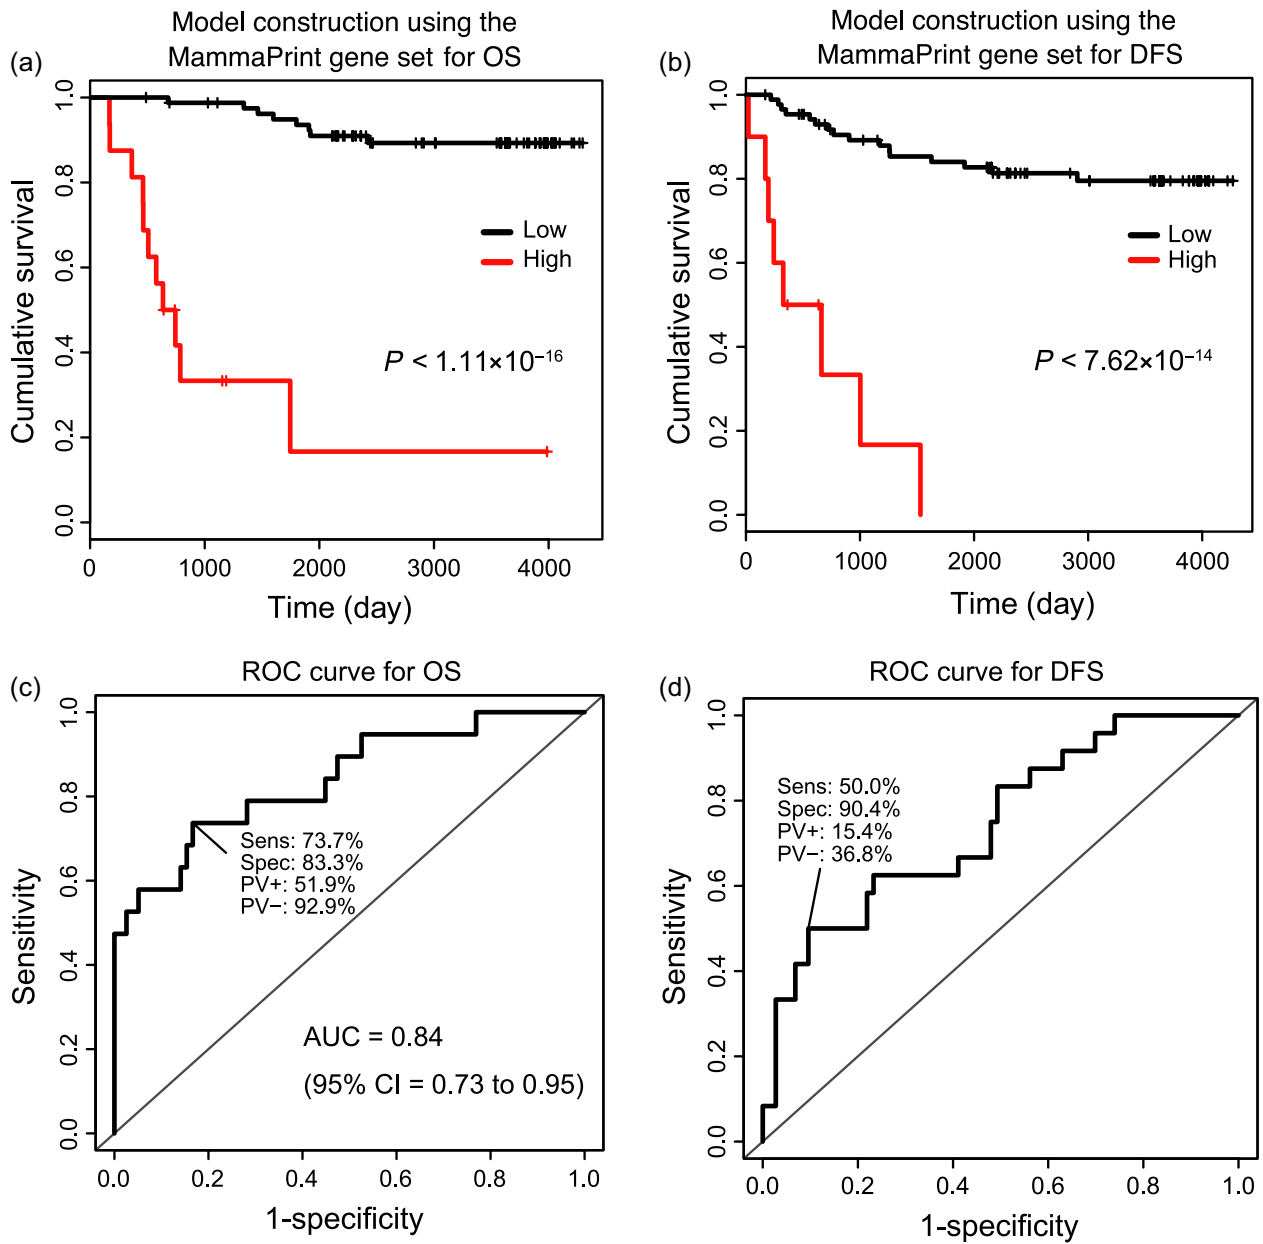 (a)
Model construction using the
MammaPrint gene set for OS
Cumulative survival
1.0
0.8
0.6
0.4
0.2
0.0
Low
High
P < 1.11×10−16
0
1000
2000
3000
4000
Time (day)
(b)
Model construction using the
MammaPrint gene set for DFS
Cumulative survival
1.0
0.8
0.6
0.4
0.2
0.0
Low
High
P < 7.62×10−14
0
1000
2000
3000
4000
Time (day)
(c)
ROC curve for OS
Sensitivity
1.0
0.8
0.6
0.4
0.2
0.0
Sens: 73.7%
Spec: 83.3%
PV+: 51.9%
PV−: 92.9%
AUC = 0.84
(95% CI = 0.73 to 0.95)
0.0
0.2
0.4
0.6
0.8
1.0
1-specificity
(d)
ROC curve for DFS
Sensitivity
1.0
0.8
0.6
0.4
0.2
0.0
Sens: 50.0%
Spec: 90.4%
PV+: 15.4%
PV−: 36.8%
0.0
0.2
0.4
0.6
0.8
1.0
1-specificity